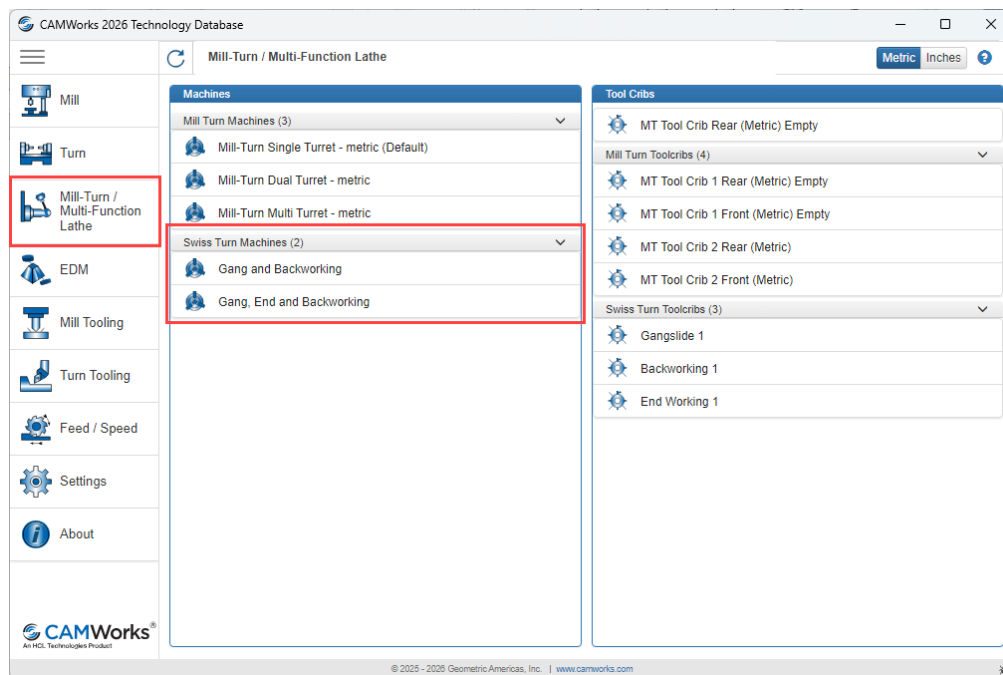 CAMWorks 2026 Technology Database
Mill-Turn / Multi-Function Lathe
Metric
Inches
?
Mill
Turn
Mill-Turn /
Multi-Function
Lathe
EDM
Mill Tooling
Turn Tooling
Feed / Speed
Settings
About
CAMWorks®
An HCL Technologies Product
Machines
Mill Turn Machines (3)
Mill-Turn Single Turret - metric (Default)
Mill-Turn Dual Turret - metric
Mill-Turn Multi Turret - metric
Swiss Turn Machines (2)
Gang and Backworking
Gang, End and Backworking
Tool Cribs
MT Tool Crib Rear (Metric) Empty
Mill Turn Toolcribs (4)
MT Tool Crib 1 Rear (Metric) Empty
MT Tool Crib 1 Front (Metric) Empty
MT Tool Crib 2 Rear (Metric)
MT Tool Crib 2 Front (Metric)
Swiss Turn Toolcribs (3)
Gangslide 1
Backworking 1
End Working 1
© 2025 - 2026 Geometric Americas, Inc. | www.camworks.com